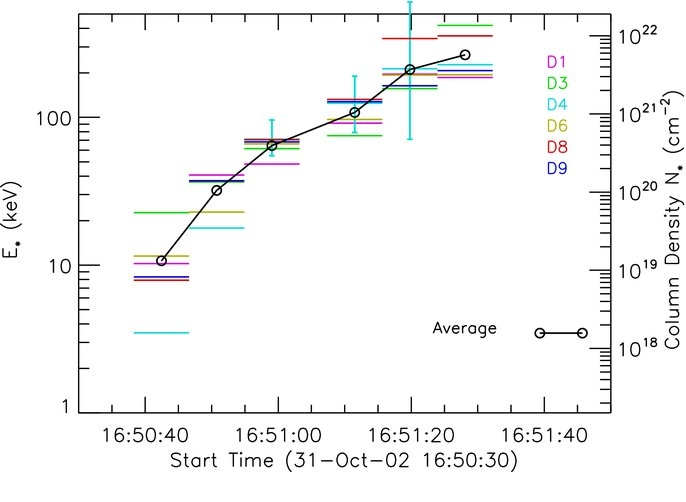 E* (keV)
100
10
1
D1
D3
D4
D6
D8
D9
Average
10²²
10²¹
10²⁰
10¹⁹
10¹⁸
Column Density N* (cm⁻²)
16:50:40 16:51:00 16:51:20 16:51:40
Start Time (31-Oct-02 16:50:30)